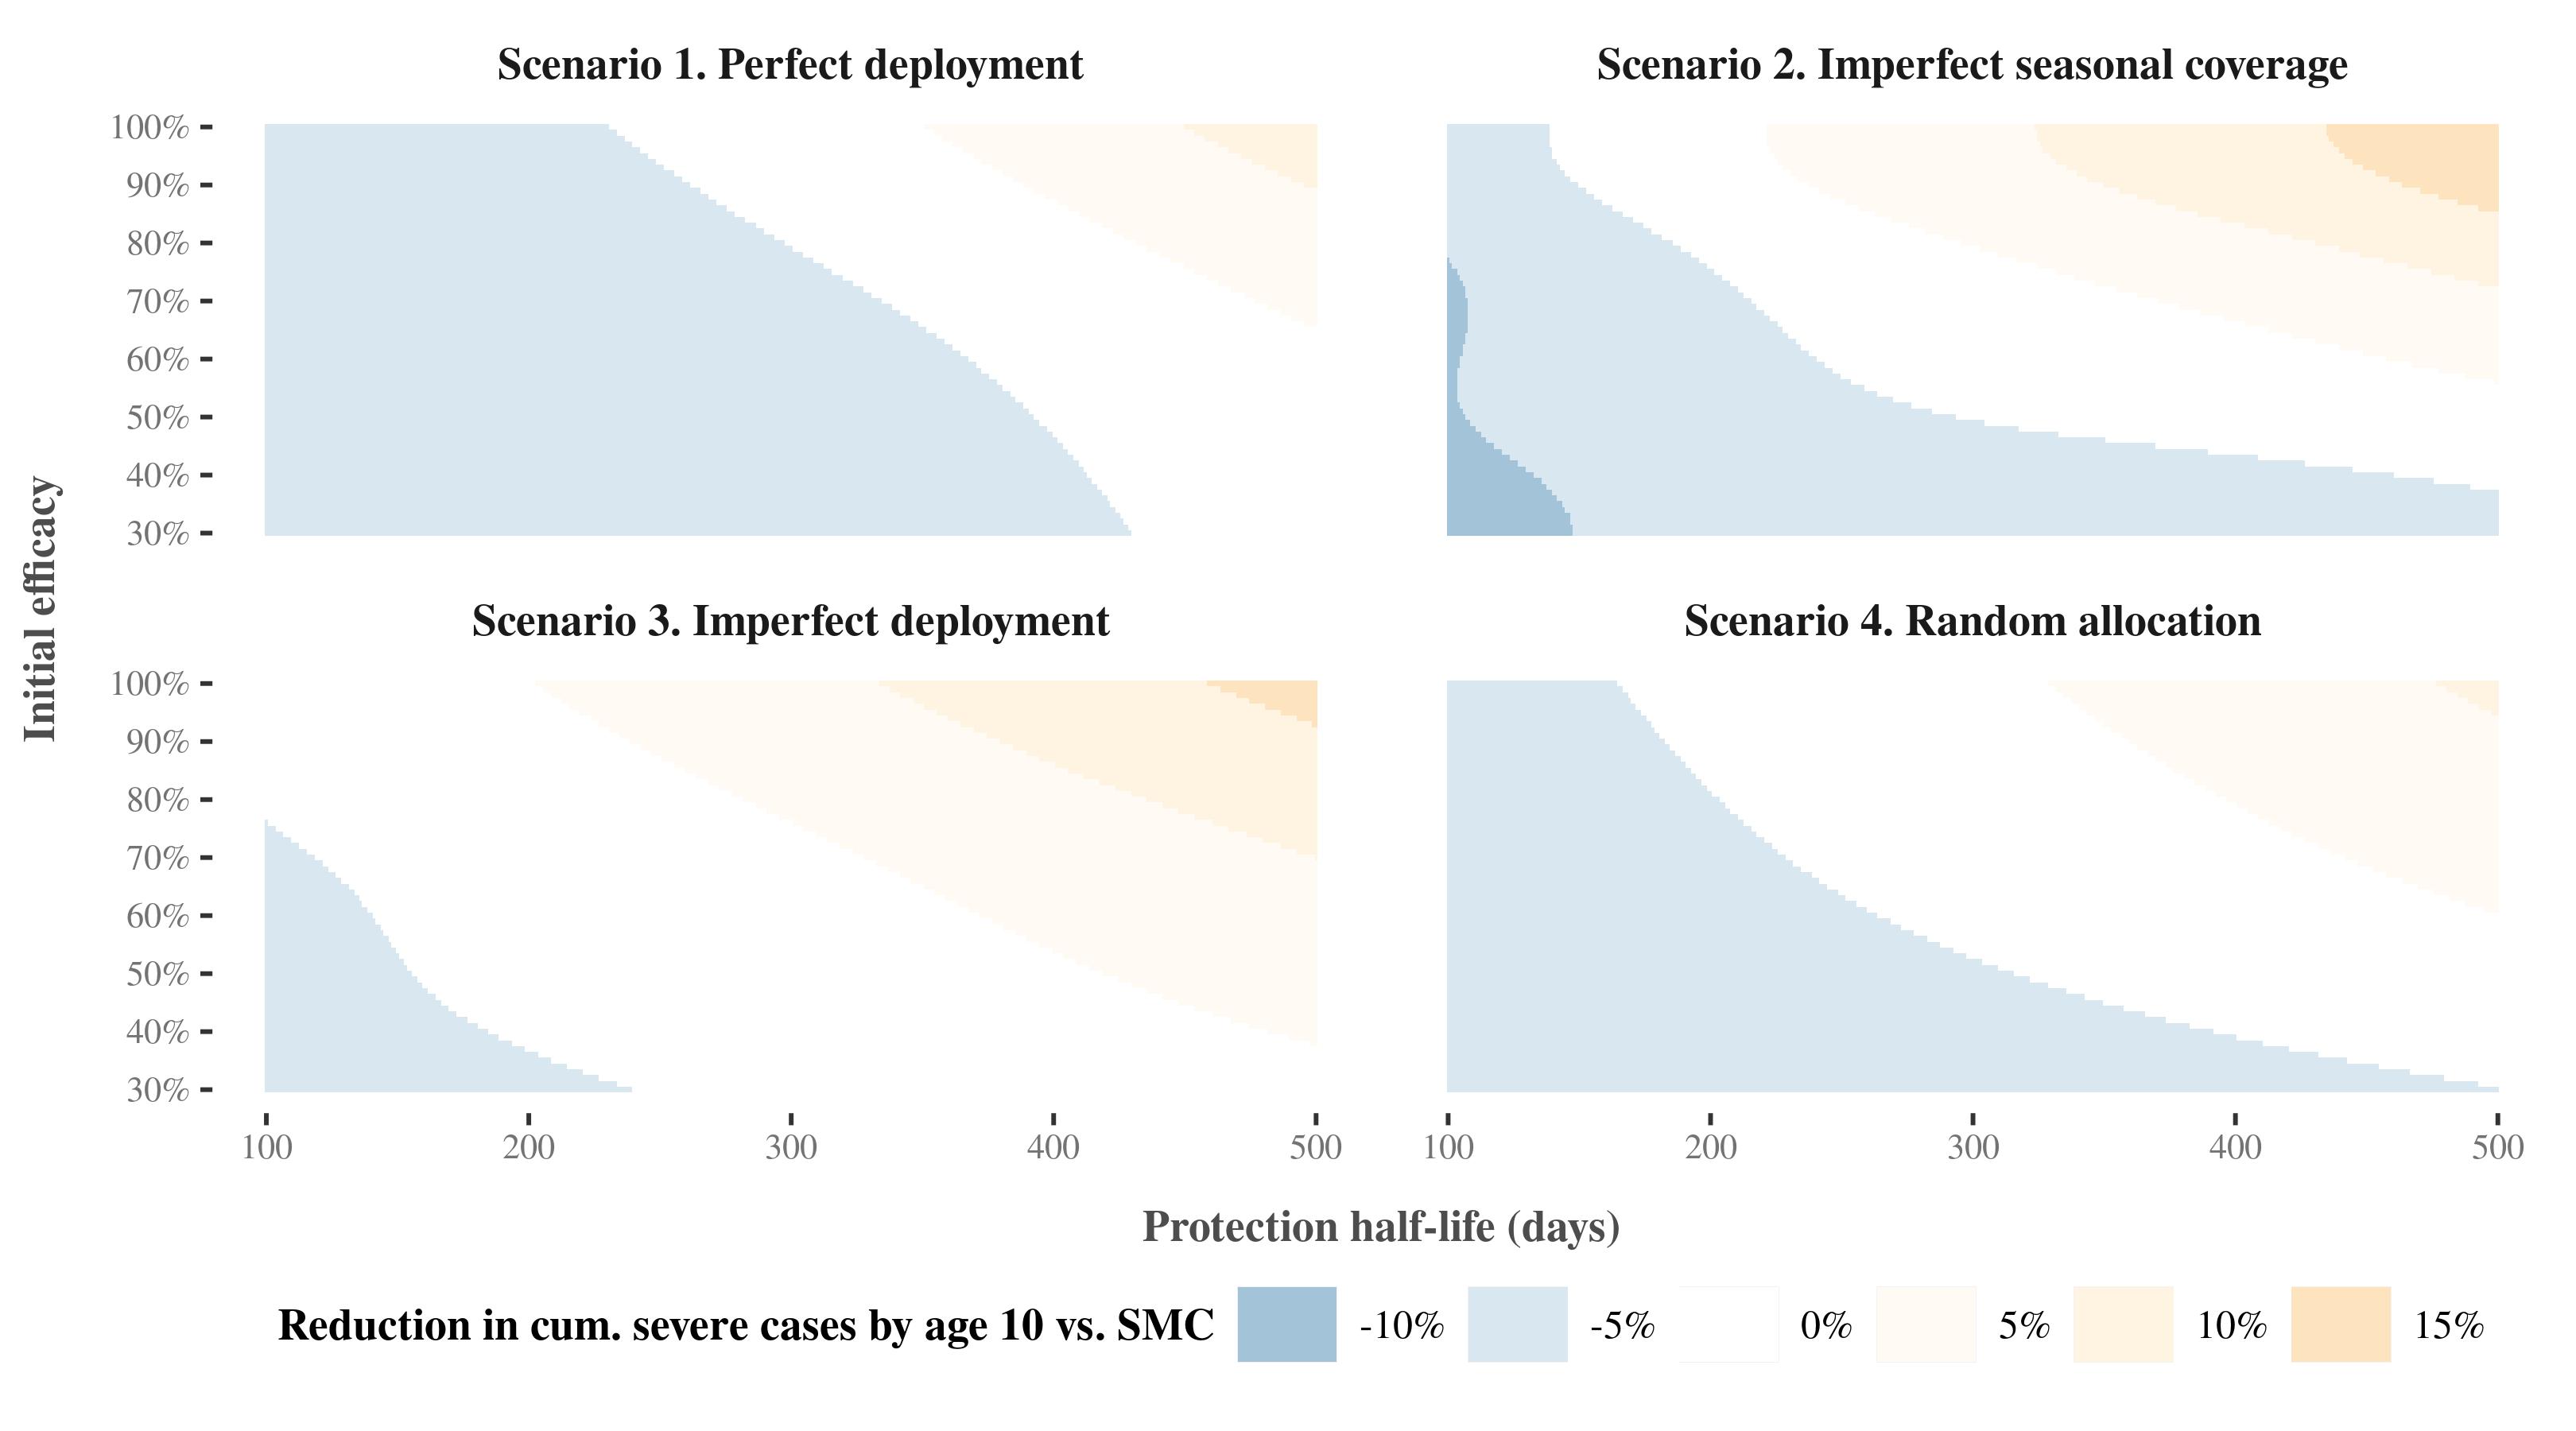 Scenario 1. Perfect deployment
Scenario 2. Imperfect seasonal coverage
100%
90%
80%
70%
60%
50%
40%
30%
Initial efficacy
Scenario 3. Imperfect deployment
Scenario 4. Random allocation
100%
90%
80%
70%
60%
50%
40%
30%
100 200 300 400 500
100 200 300 400 500
Protection half-life (days)
Reduction in cum. severe cases by age 10 vs. SMC -10% -5% 0% 5% 10% 15%